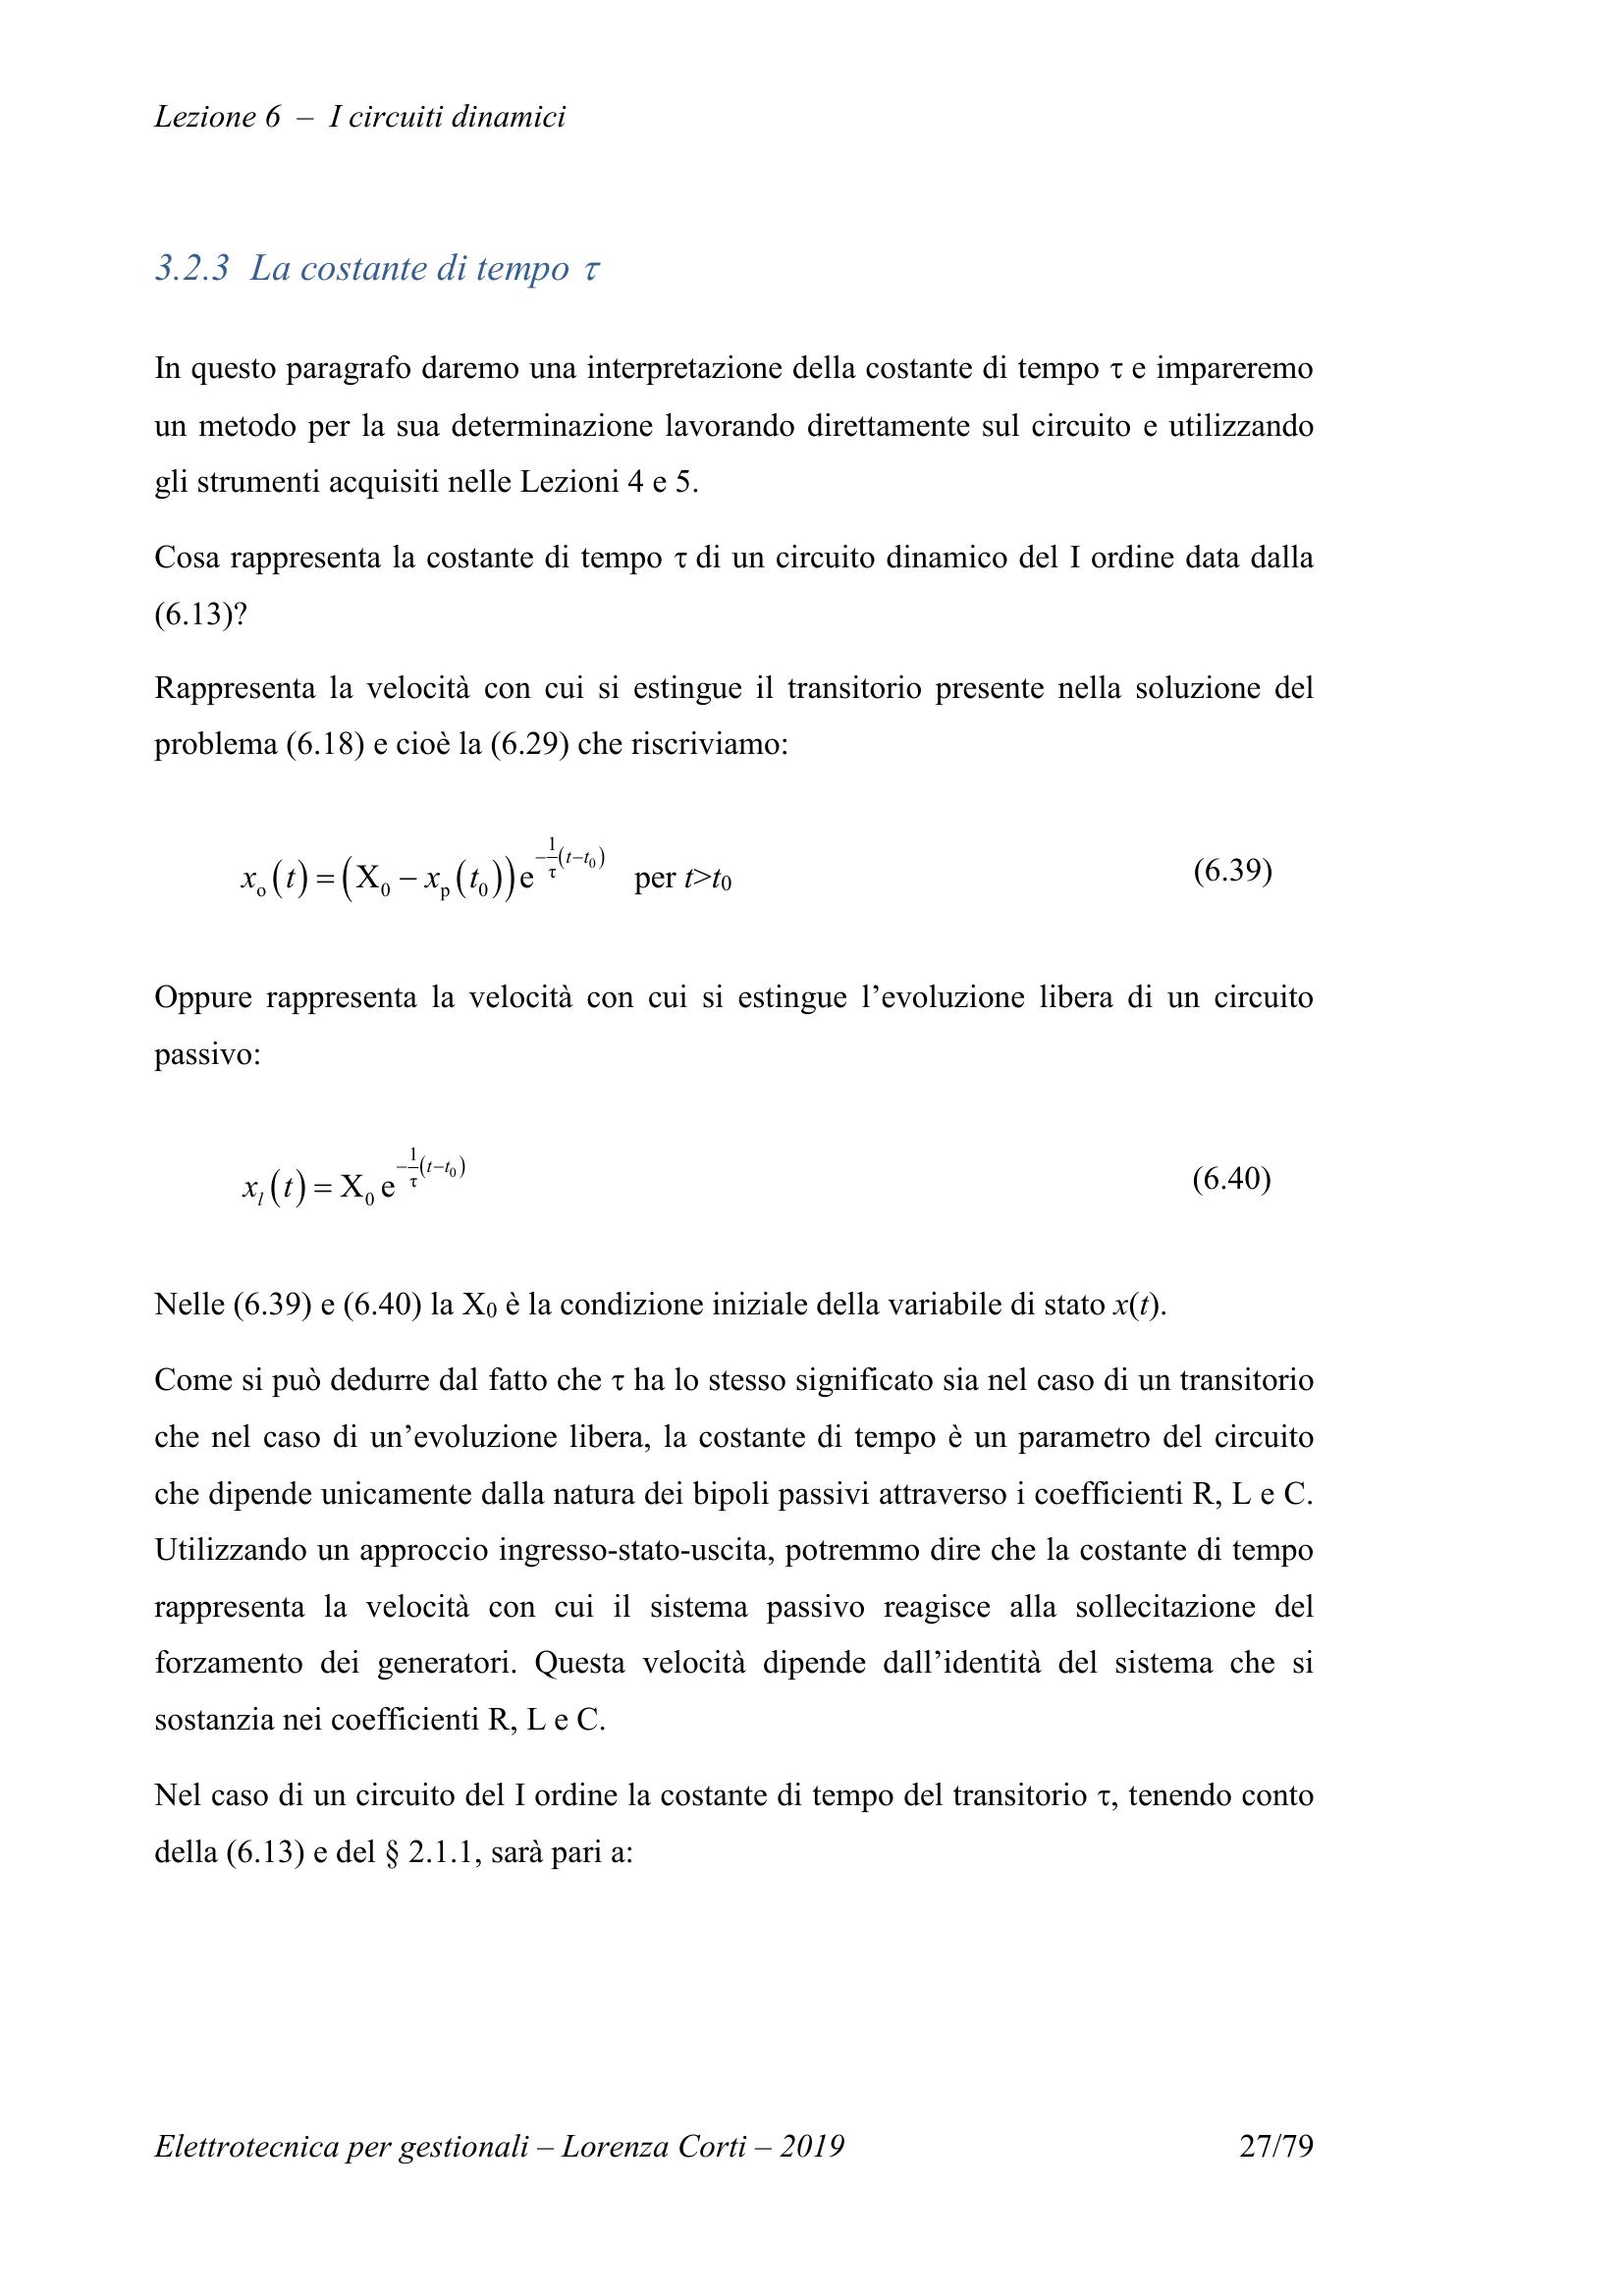 Lezione 6 – I circuiti dinamici
3.2.3 La costante di tempo τ
In questo paragrafo daremo una interpretazione della costante di tempo τ e impareremo
un metodo per la sua determinazione lavorando direttamente sul circuito e utilizzando
gli strumenti acquisiti nelle Lezioni 4 e 5.
Cosa rappresenta la costante di tempo τ di un circuito dinamico del I ordine data dalla
(6.13)?
Rappresenta la velocità con cui si estingue il transitorio presente nella soluzione del
problema (6.18) e cioè la (6.29) che riscriviamo:
x_o(t) = (X_0 − x_p(t_0)) e^{−\frac{1}{τ}(t−t_0)} per t>t_0 (6.39)
Oppure rappresenta la velocità con cui si estingue l’evoluzione libera di un circuito
passivo:
x_l(t) = X_0 e^{−\frac{1}{τ}(t−t_0)} (6.40)
Nelle (6.39) e (6.40) la X_0 è la condizione iniziale della variabile di stato x(t).
Come si può dedurre dal fatto che τ ha lo stesso significato sia nel caso di un transitorio
che nel caso di un’evoluzione libera, la costante di tempo è un parametro del circuito
che dipende unicamente dalla natura dei bipoli passivi attraverso i coefficienti R, L e C.
Utilizzando un approccio ingresso-stato-uscita, potremmo dire che la costante di tempo
rappresenta la velocità con cui il sistema passivo reagisce alla sollecitazione del
forzamento dei generatori. Questa velocità dipende dall’identità del sistema che si
sostanzia nei coefficienti R, L e C.
Nel caso di un circuito del I ordine la costante di tempo del transitorio τ, tenendo conto
della (6.13) e del § 2.1.1, sarà pari a:
Elettrotecnica per gestionali – Lorenza Corti – 2019 27/79